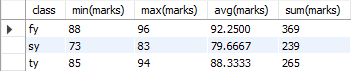 class min(marks) max(marks) avg(marks) sum(marks)
fy 88 96 92.2500 369
sy 73 83 79.6667 239
ty 85 94 88.3333 265